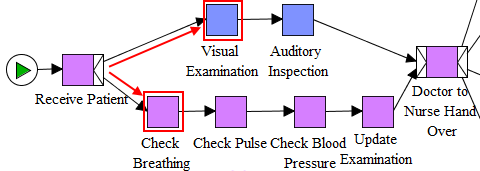 Visual
Examination
Auditory
Inspection
Receive Patient
Doctor to
Nurse Hand
Over
Check
Breathing
Check Pulse
Check Blood
Pressure
Update
Examination